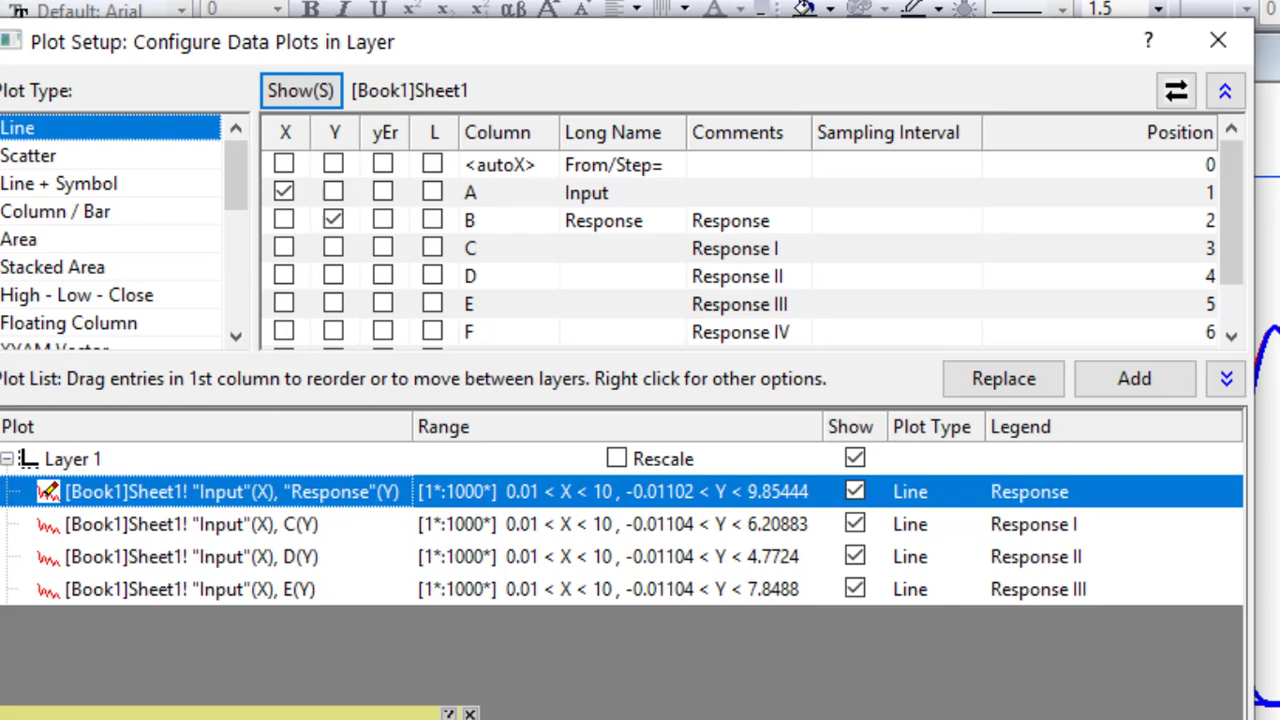 Default: Arial 0 B I U αβ A A A 1.5 0
Plot Setup: Configure Data Plots in Layer ?
Plot Type: Show(S) [Book1]Sheet1
X Y yEr L Column Long Name Comments Sampling Interval Position
Line
Scatter
Line + Symbol
Column / Bar
Area
Stacked Area
High - Low - Close
Floating Column
XYAM Vector
<autoX> From/Step= 0
A Input 1
B Response Response 2
C Response I 3
D Response II 4
E Response III 5
F Response IV 6
Plot List: Drag entries in 1st column to reorder or to move between layers. Right click for other options. Replace Add
Plot Range Show Plot Type Legend
Layer 1 Rescale
[Book1]Sheet1! "Input"(X), "Response"(Y) [1*:1000*] 0.01 < X < 10 , -0.01102 < Y < 9.85444 Line Response
[Book1]Sheet1! "Input"(X), C(Y) [1*:1000*] 0.01 < X < 10 , -0.01104 < Y < 6.20883 Line Response I
[Book1]Sheet1! "Input"(X), D(Y) [1*:1000*] 0.01 < X < 10 , -0.01104 < Y < 4.7724 Line Response II
[Book1]Sheet1! "Input"(X), E(Y) [1*:1000*] 0.01 < X < 10 , -0.01104 < Y < 7.8488 Line Response III